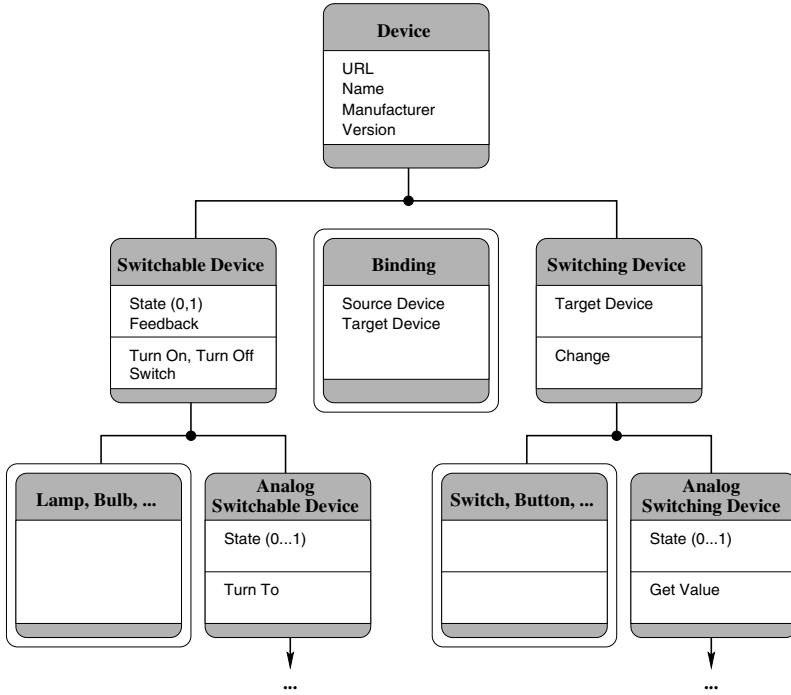 Device
URL
Name
Manufacturer
Version
Switchable Device
State (0,1)
Feedback
Turn On, Turn Off
Switch
Binding
Source Device
Target Device
Switching Device
Target Device
Change
Lamp, Bulb, ...
Analog
Switchable Device
State (0...1)
Turn To
...
Switch, Button, ...
Analog
Switching Device
State (0...1)
Get Value
...